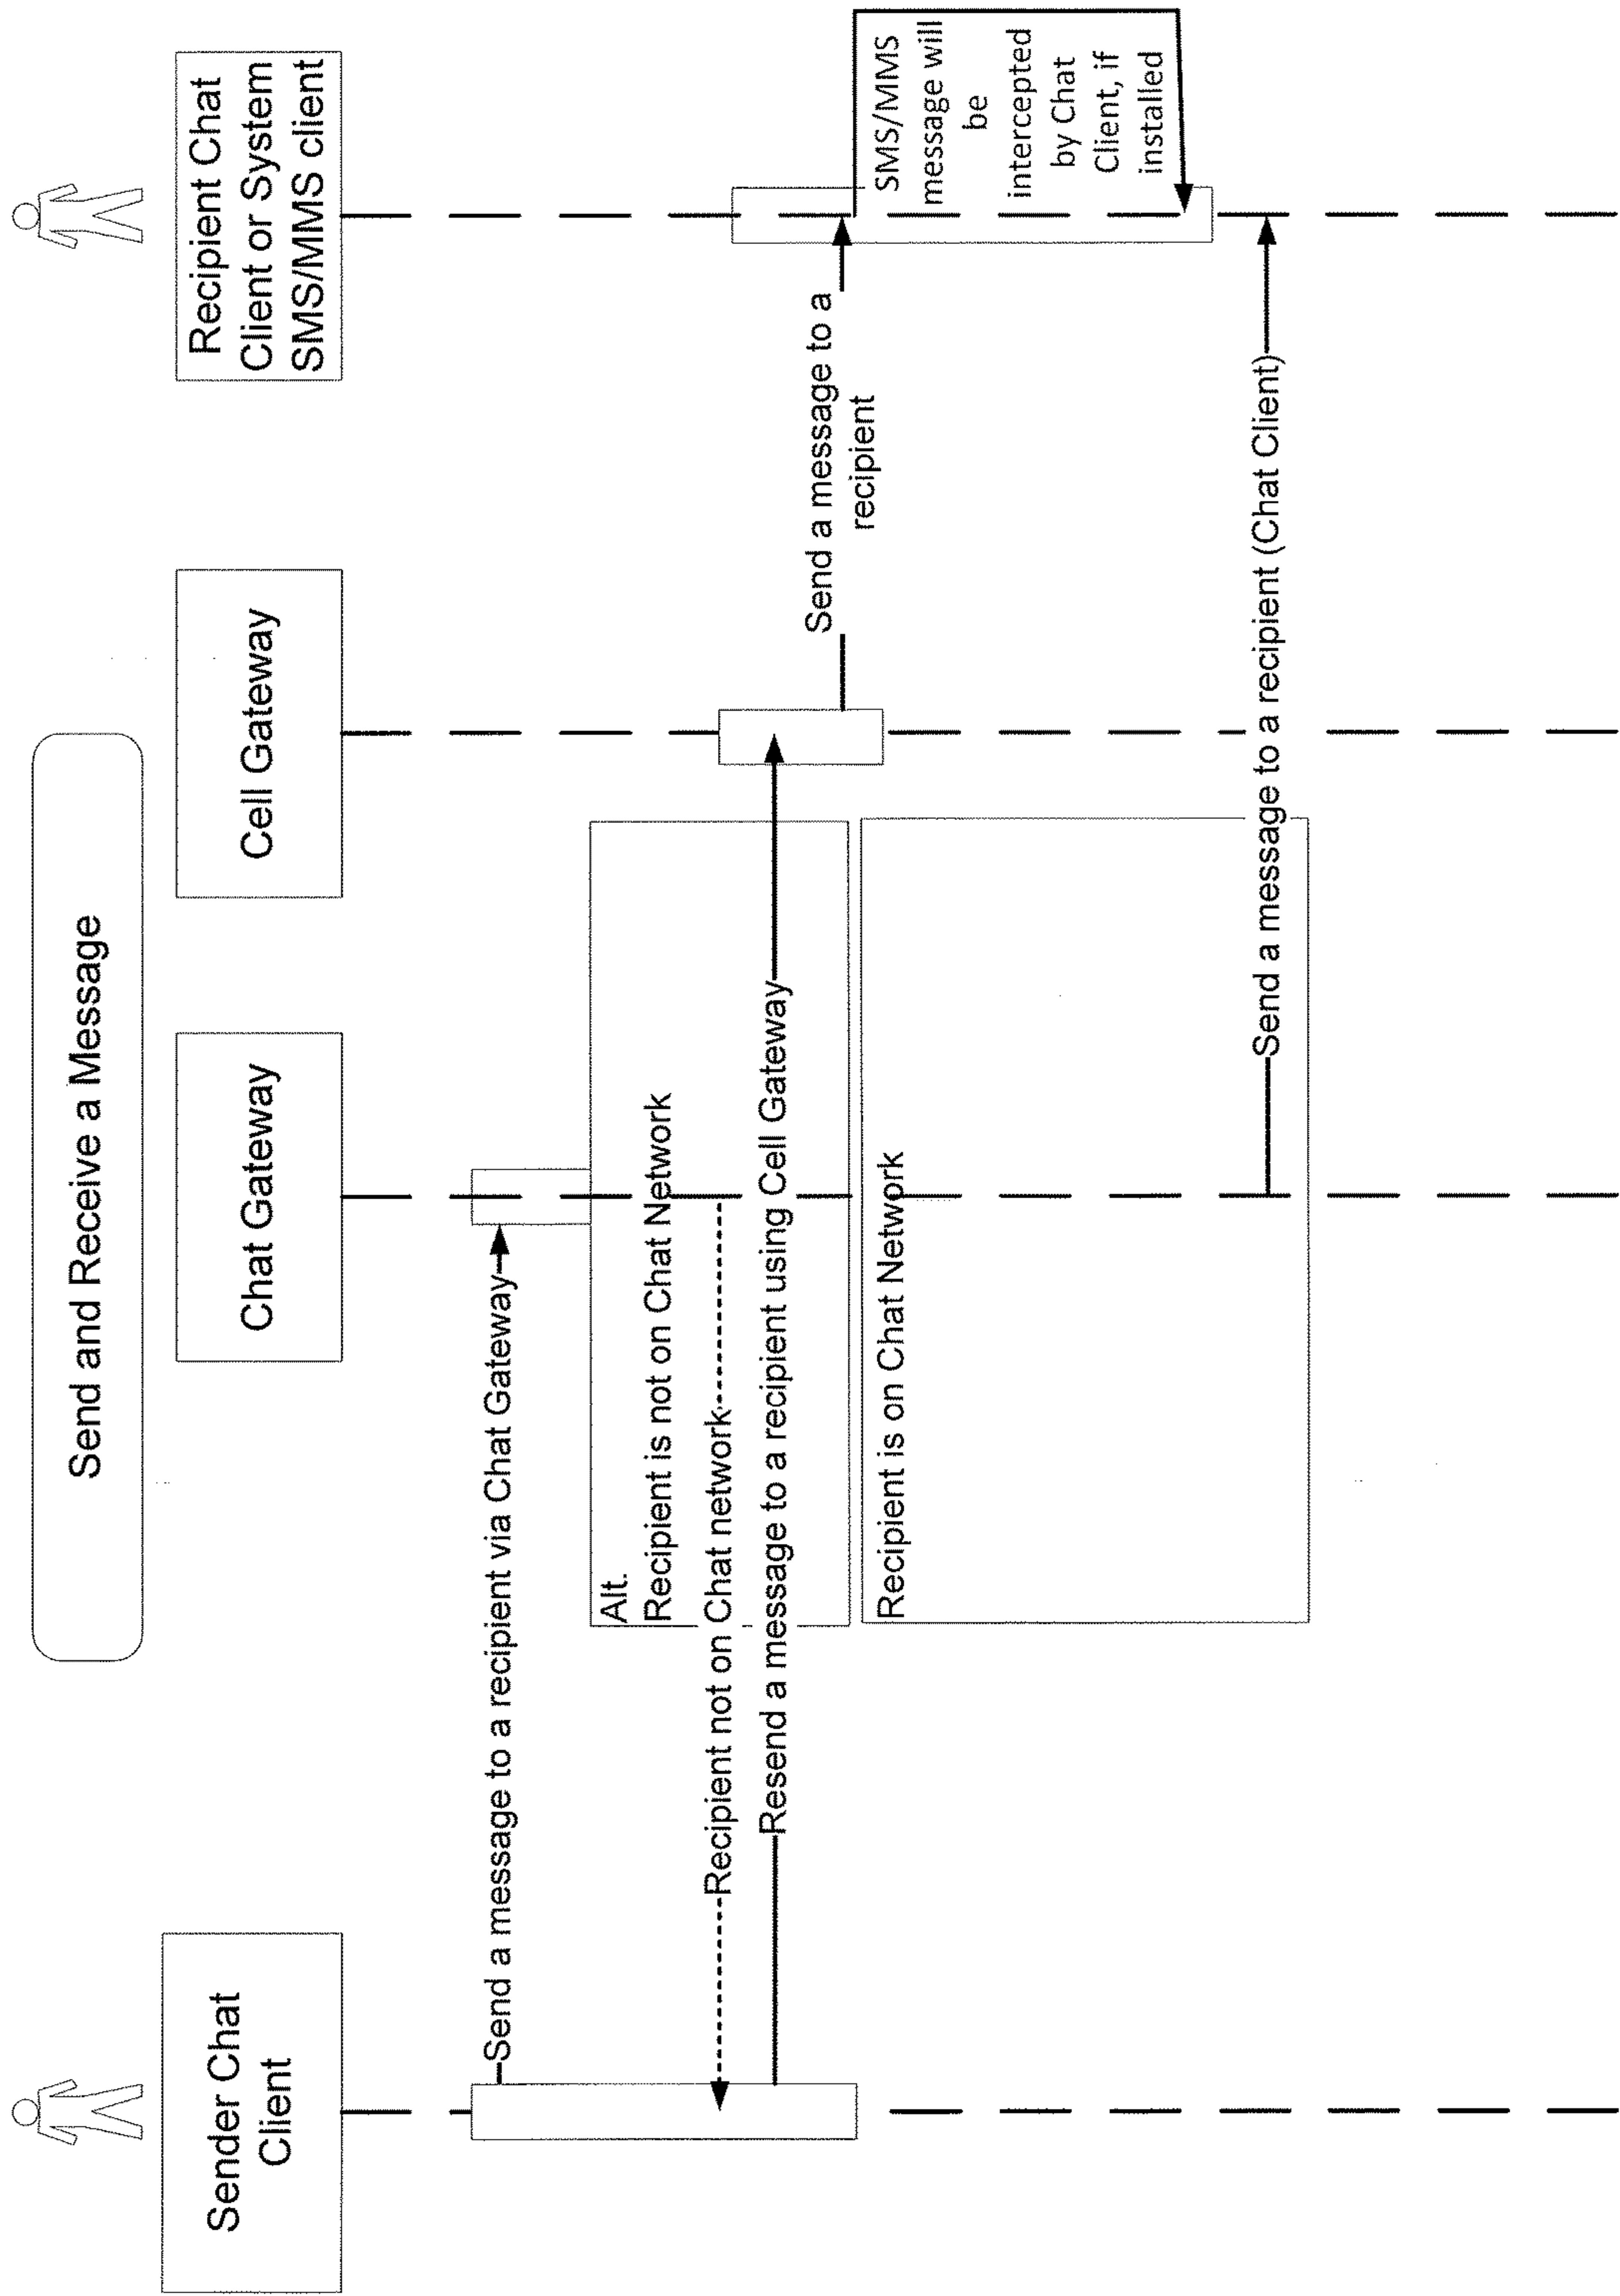 Send and Receive a Message
Sender Chat
Client
Chat Gateway
Cell Gateway
Recipient Chat
Client or System
SMS/MMS client
Send a message to a recipient via Chat Gateway
Alt.
Recipient is not on Chat Network
Recipient not on Chat network
Resend a message to a recipient using Cell Gateway
Send a message to a
recipient
SMS/MMS
message will
be
intercepted
by Chat
Client, if
installed
Recipient is on Chat Network
Send a message to a recipient (Chat Client)